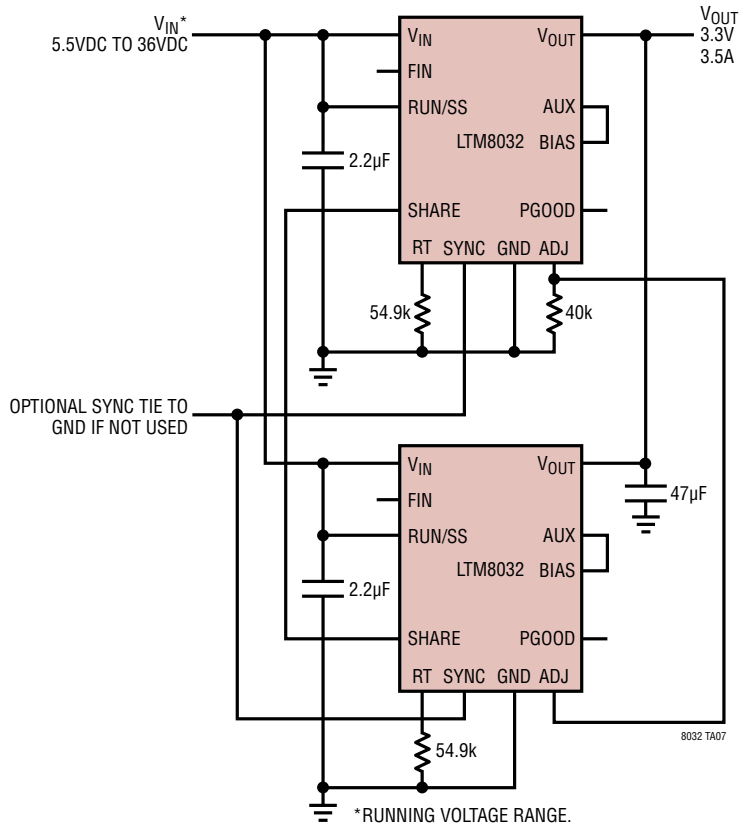 VIN*
5.5VDC TO 36VDC
VIN
VOUT
VOUT
3.3V
3.5A
FIN
RUN/SS
AUX
LTM8032
BIAS
2.2µF
SHARE
PGOOD
RT
SYNC
GND
ADJ
54.9k
40k
OPTIONAL SYNC TIE TO
GND IF NOT USED
VIN
VOUT
47µF
FIN
RUN/SS
AUX
LTM8032
BIAS
2.2µF
SHARE
PGOOD
RT
SYNC
GND
ADJ
8032 TA07
54.9k
*RUNNING VOLTAGE RANGE.